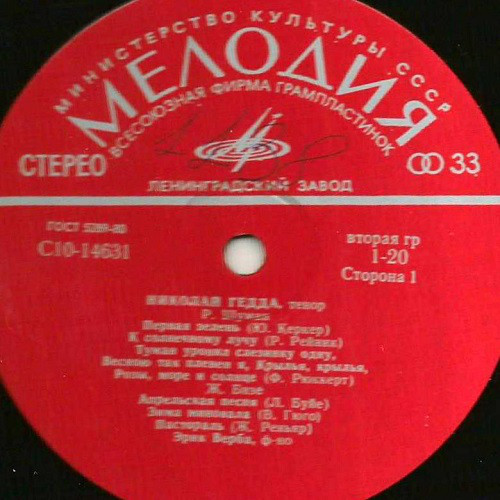 МИНИСТЕРСТВО КУЛЬТУРЫ СССР
МЕЛОДИЯ
ВСЕСОЮЗНАЯ ФИРМА ГРАМПЛАСТИНОК
СТЕРЕО
33
ЛЕНИНГРАДСКИЙ ЗАВОД
ГОСТ 5289-80
С10-14631
вторая гр
1-20
Сторона 1
НИКОЛАЙ ГЕДДА, тенор
Р. Шуман
Первая зелень (Ю. Кернер)
К солнечному лучу (Р. Рейник)
Туман уронил слезинку одну,
Весною так пленен я, Крылья, крылья,
Розы, море и солнце (Ф. Рюккерт)
Ж. Бизе
Апрельская песня (Л. Буйе)
Зима миновала (В. Гюго)
Пастораль (Ж. Реньяр)
Эрик Верба, ф-но